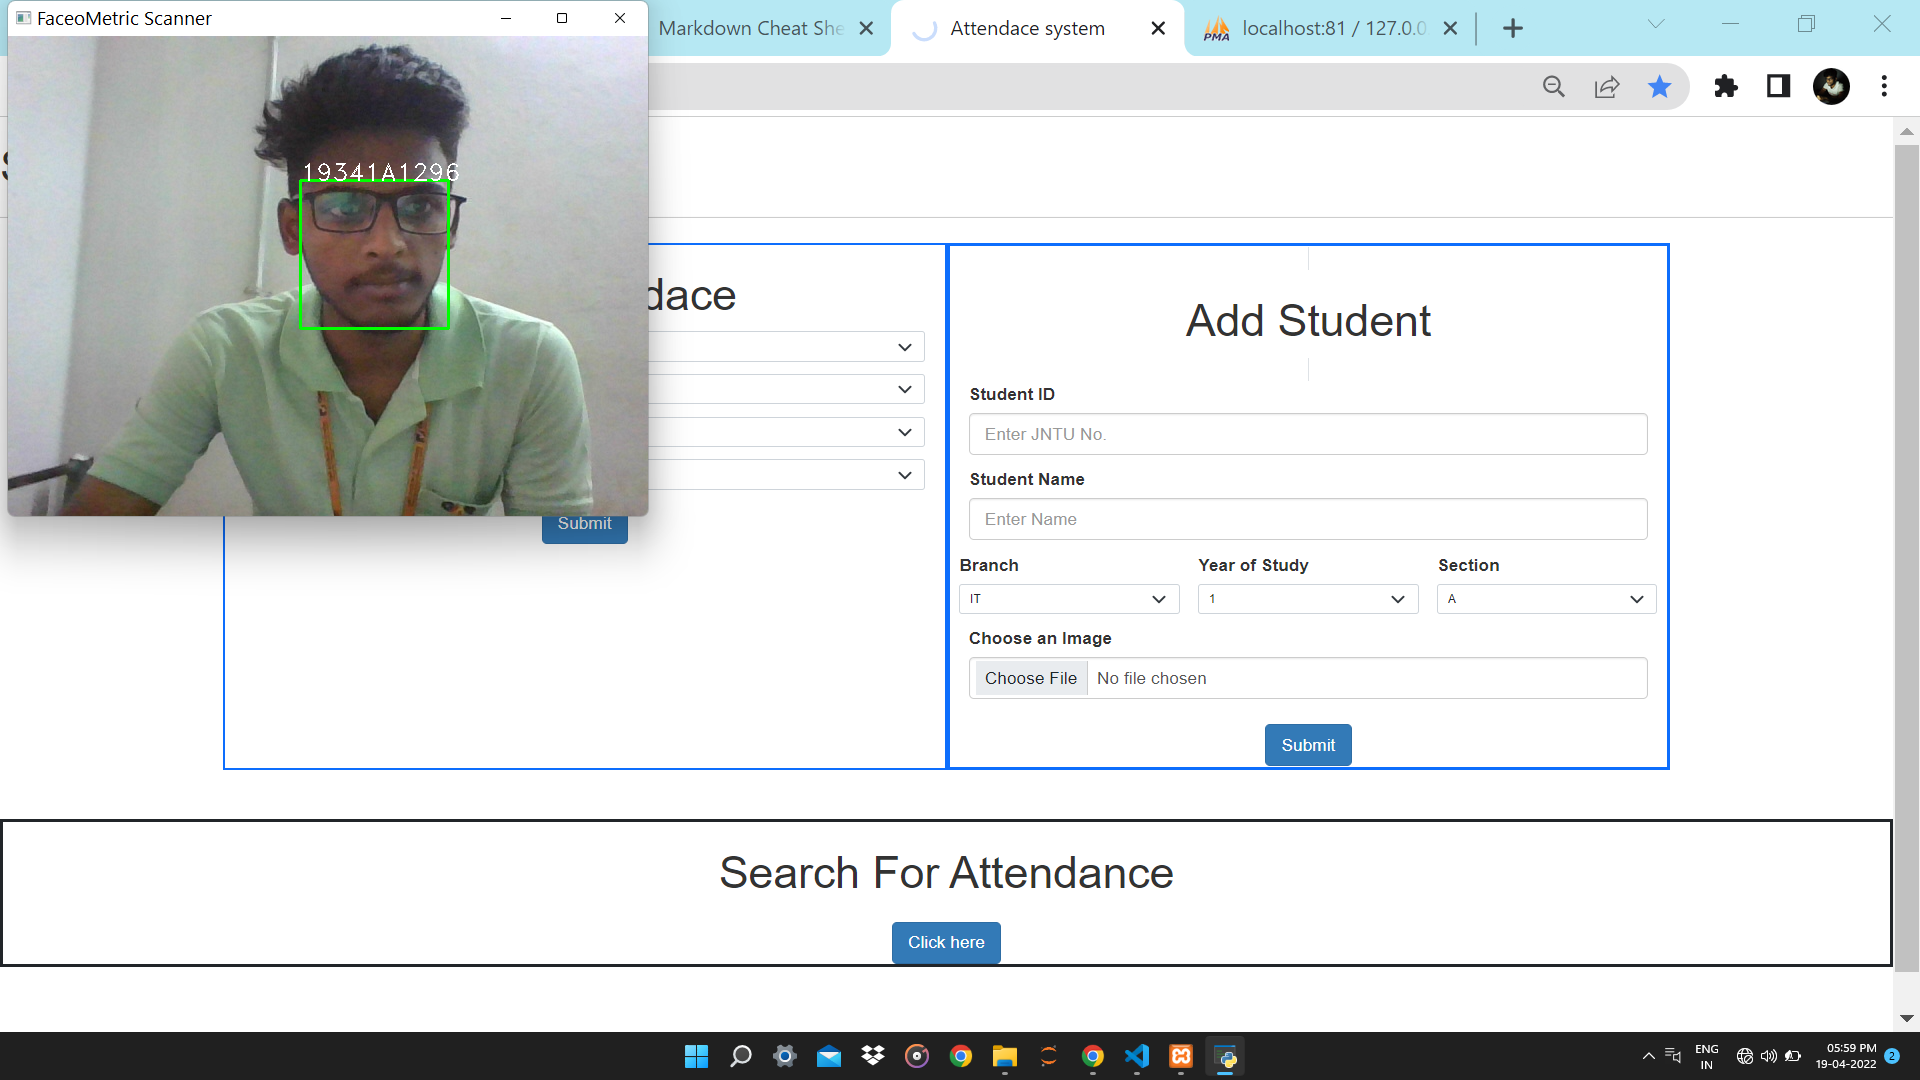 FaceoMetric Scanner
Markdown Cheat She
Attendace system
localhost:81 / 127.0.0
19341A1296
dace
Submit
Add Student
Student ID
Enter JNTU No.
Student Name
Enter Name
Branch
Year of Study
Section
IT
1
A
Choose an Image
Choose File
No file chosen
Submit
Search For Attendance
Click here
ENG
IN
05:59 PM
19-04-2022
2